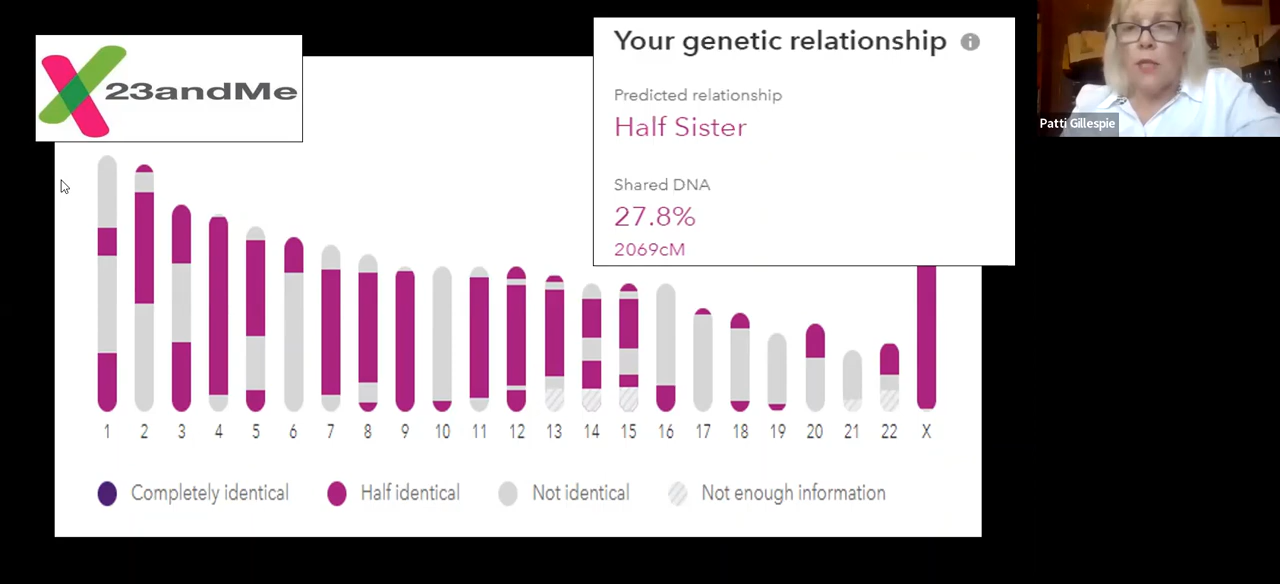 23andMe
Your genetic relationship
i
Predicted relationship
Half Sister
Shared DNA
27.8%
2069cM
Patti Gillespie
1 2 3 4 5 6 7 8 9 10 11 12 13 14 15 16 17 18 19 20 21 22 X
Completely identical Half identical Not identical Not enough information